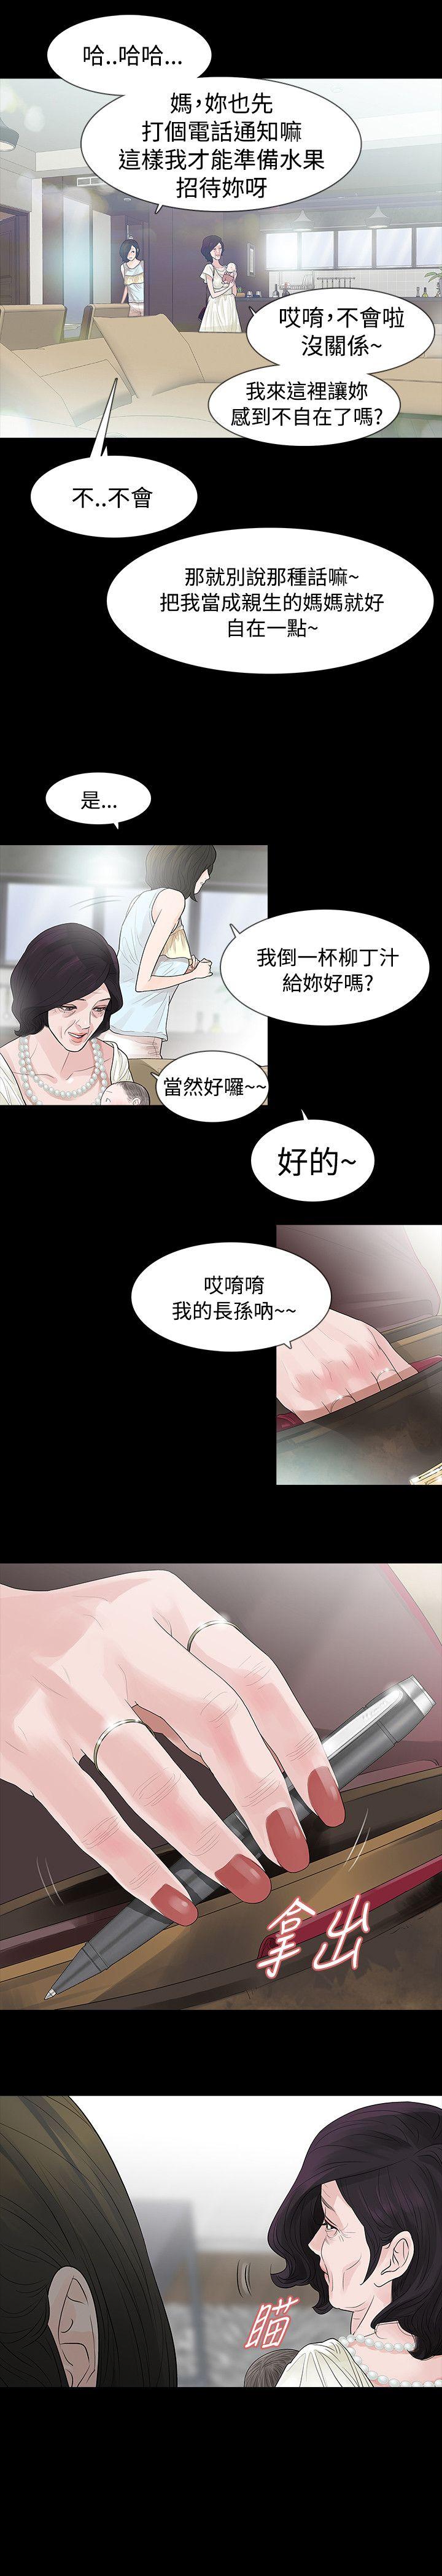 哈..哈哈...
媽，妳也先
打個電話通知嘛
這樣我才能準備水果
招待妳呀
哎唷，不會啦
沒關係~
我來這裡讓妳
感到不自在了嗎?
不..不會
那就別說那種話嘛~
把我當成親生的媽媽就好
自在一點~
是...
我倒一杯柳丁汁
給妳好嗎?
當然好囉~~
好的~
哎唷唷
我的長孫吶~~
拿出
瞄